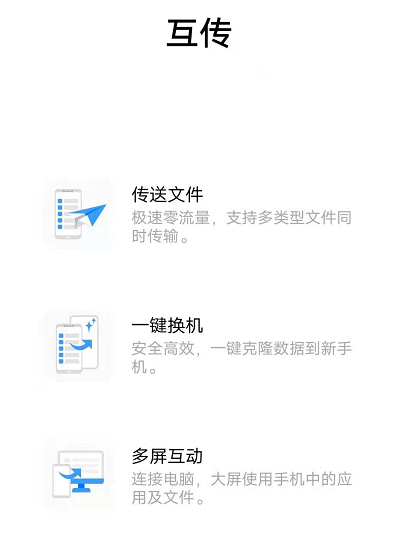 互传
传送文件
极速零流量，支持多类型文件同
时传输。
一键换机
安全高效，一键克隆数据到新手
机。
多屏互动
连接电脑，大屏使用手机中的应
用及文件。